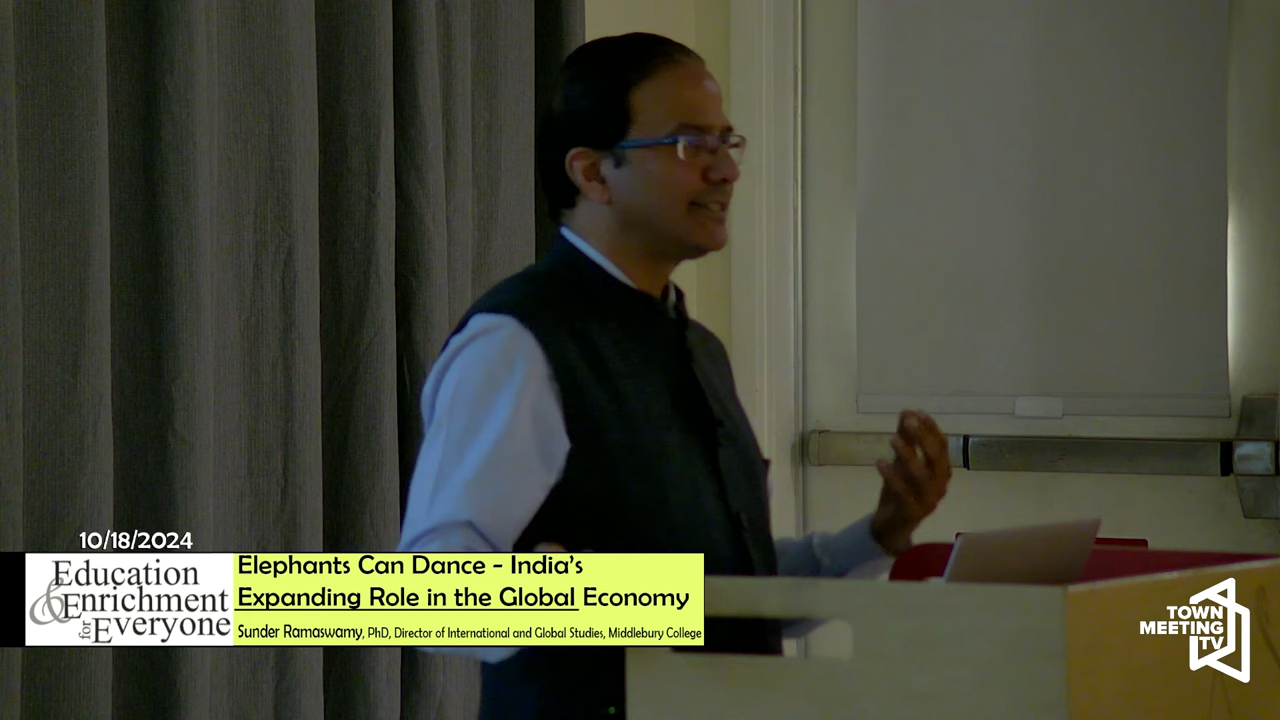 10/18/2024
Education
& Enrichment
for Everyone
Elephants Can Dance - India's
Expanding Role in the Global Economy
Sunder Ramaswamy, PhD, Director of International and Global Studies, Middlebury College
TOWN
MEETING
TV